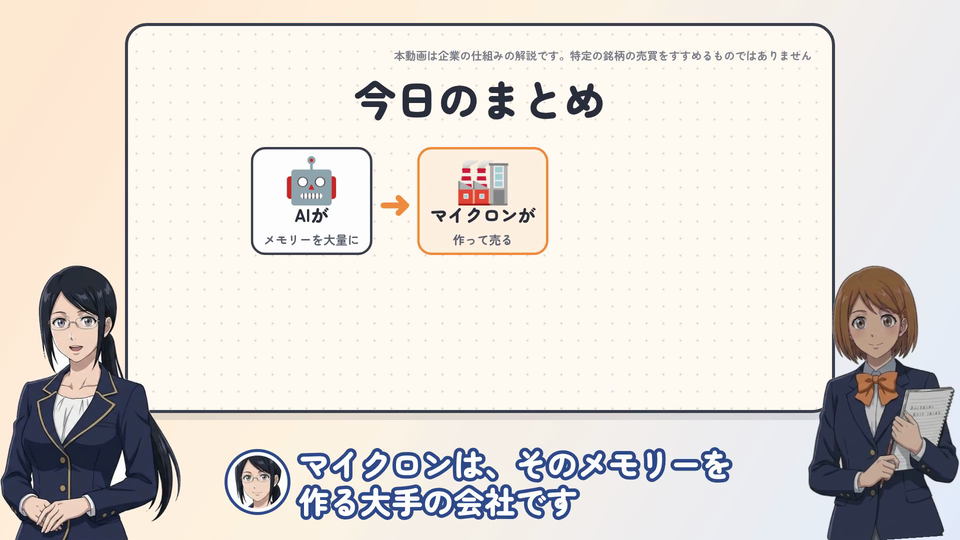 本動画は企業の仕組みの解説です。特定の銘柄の売買をすすめるものではありません
今日のまとめ
AIが
メモリーを大量に
マイクロンが
作って売る
マイクロンは、そのメモリーを
作る大手の会社です